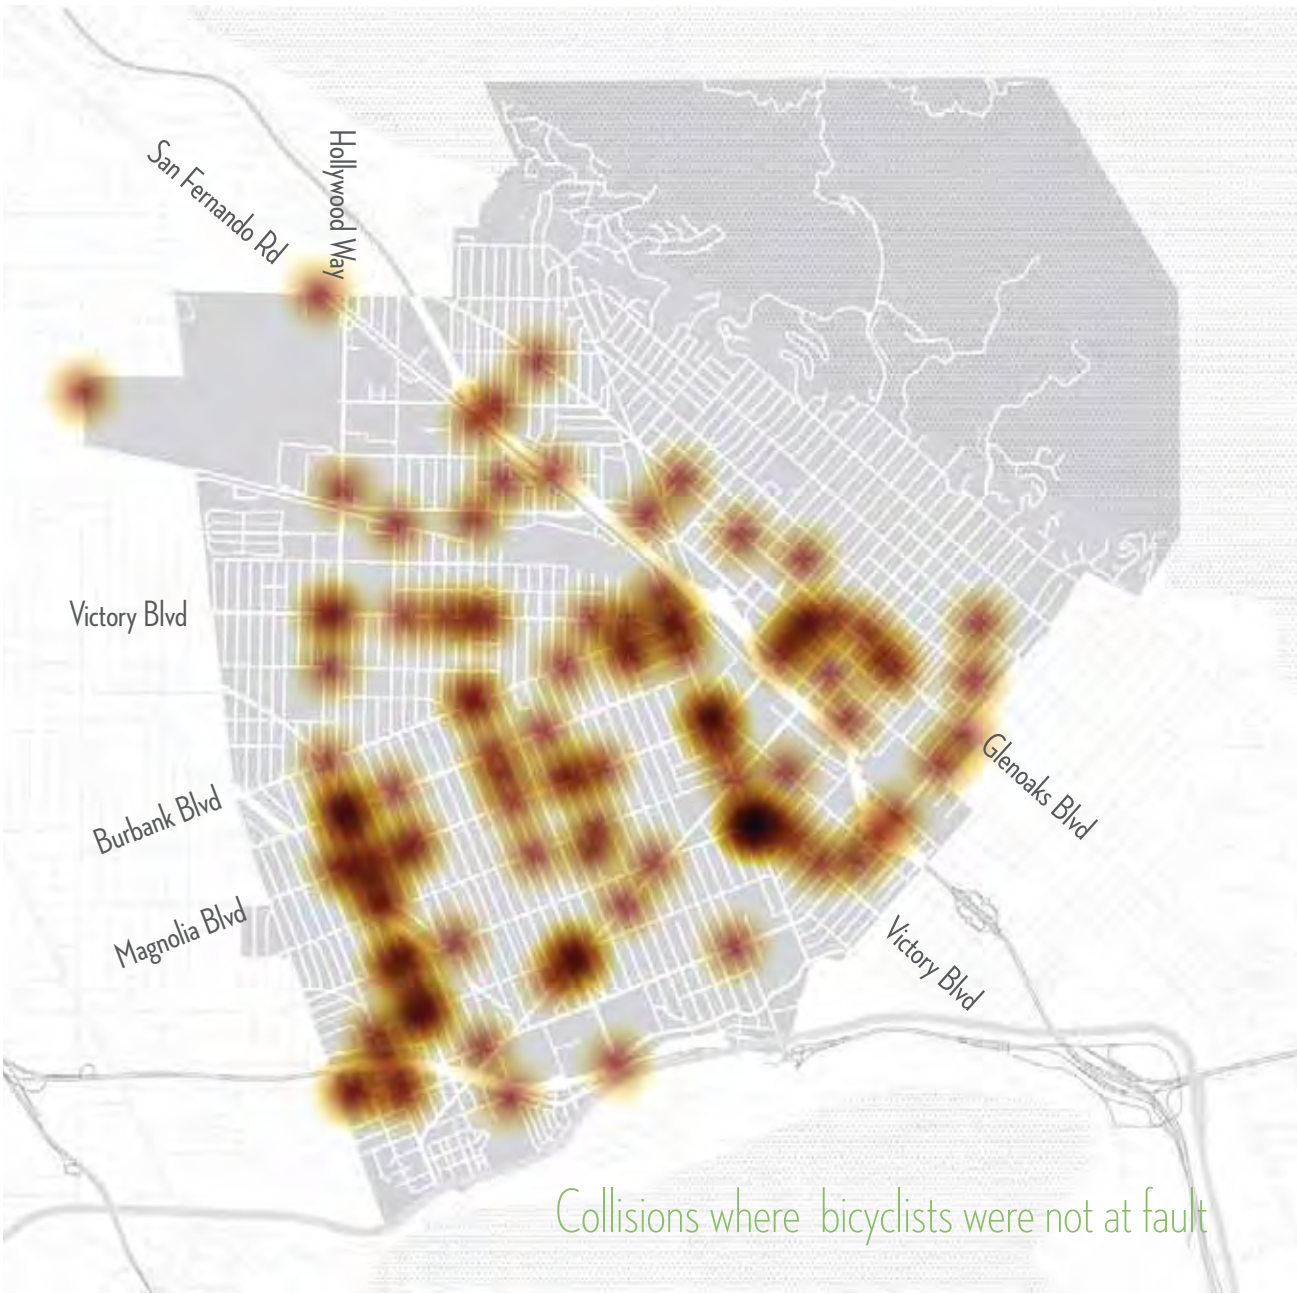 San Fernando Rd
Hollywood Way
Victory Blvd
Burbank Blvd
Glenoaks Blvd
Magnolia Blvd
Victory Blvd
Collisions where bicyclists were not at fault